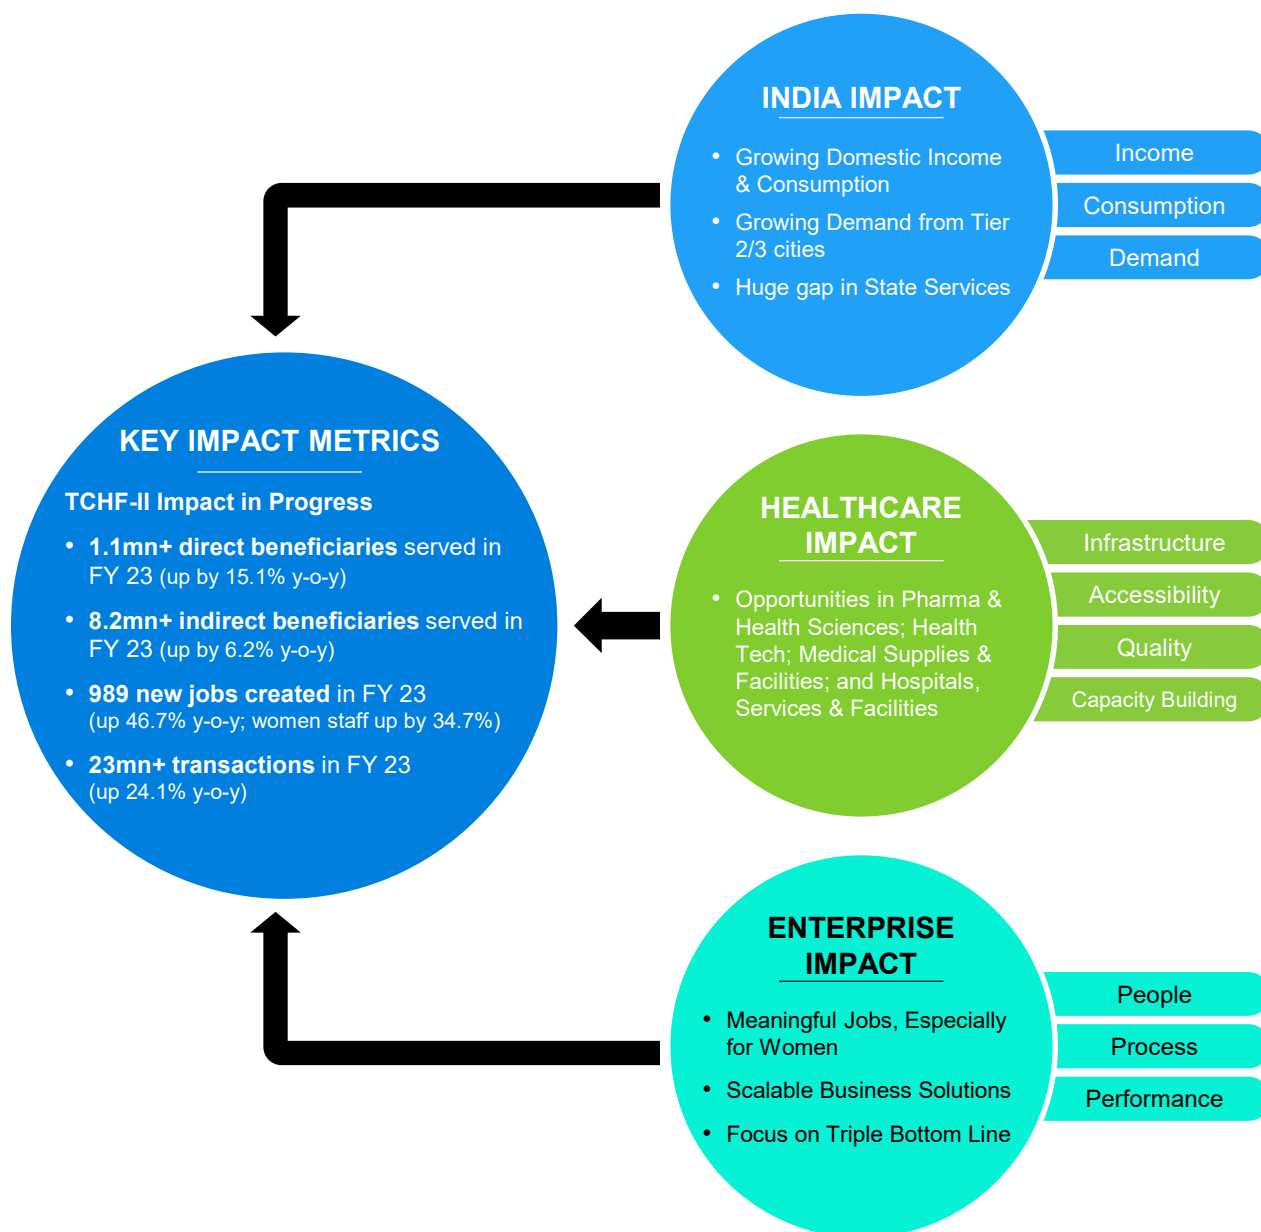 INDIA IMPACT
• Growing Domestic Income
& Consumption
• Growing Demand from Tier
2/3 cities
• Huge gap in State Services
Income
Consumption
Demand
KEY IMPACT METRICS
TCHF-II Impact in Progress
• 1.1mn+ direct beneficiaries served in
FY 23 (up by 15.1% y-o-y)
• 8.2mn+ indirect beneficiaries served in
FY 23 (up by 6.2% y-o-y)
• 989 new jobs created in FY 23
(up 46.7% y-o-y; women staff up by 34.7%)
• 23mn+ transactions in FY 23
(up 24.1% y-o-y)
HEALTHCARE
IMPACT
• Opportunities in Pharma &
Health Sciences; Health
Tech; Medical Supplies &
Facilities; and Hospitals,
Services & Facilities
Infrastructure
Accessibility
Quality
Capacity Building
ENTERPRISE
IMPACT
• Meaningful Jobs, Especially
for Women
• Scalable Business Solutions
• Focus on Triple Bottom Line
People
Process
Performance